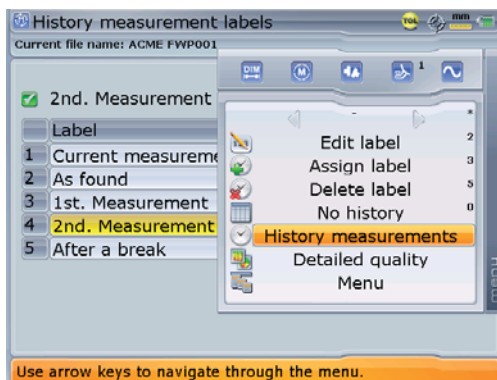 History measurement labels
TOL mm
Current file name: ACME FWP001
DIM 1
2nd. Measurement
- *
Label
Edit label 2
1 Current measureme
Assign label 3
2 As found
Delete label 5
3 1st. Measurement
No history 0
4 2nd. Measurement
History measurements
5 After a break
Detailed quality
Menu
Use arrow keys to navigate through the menu.